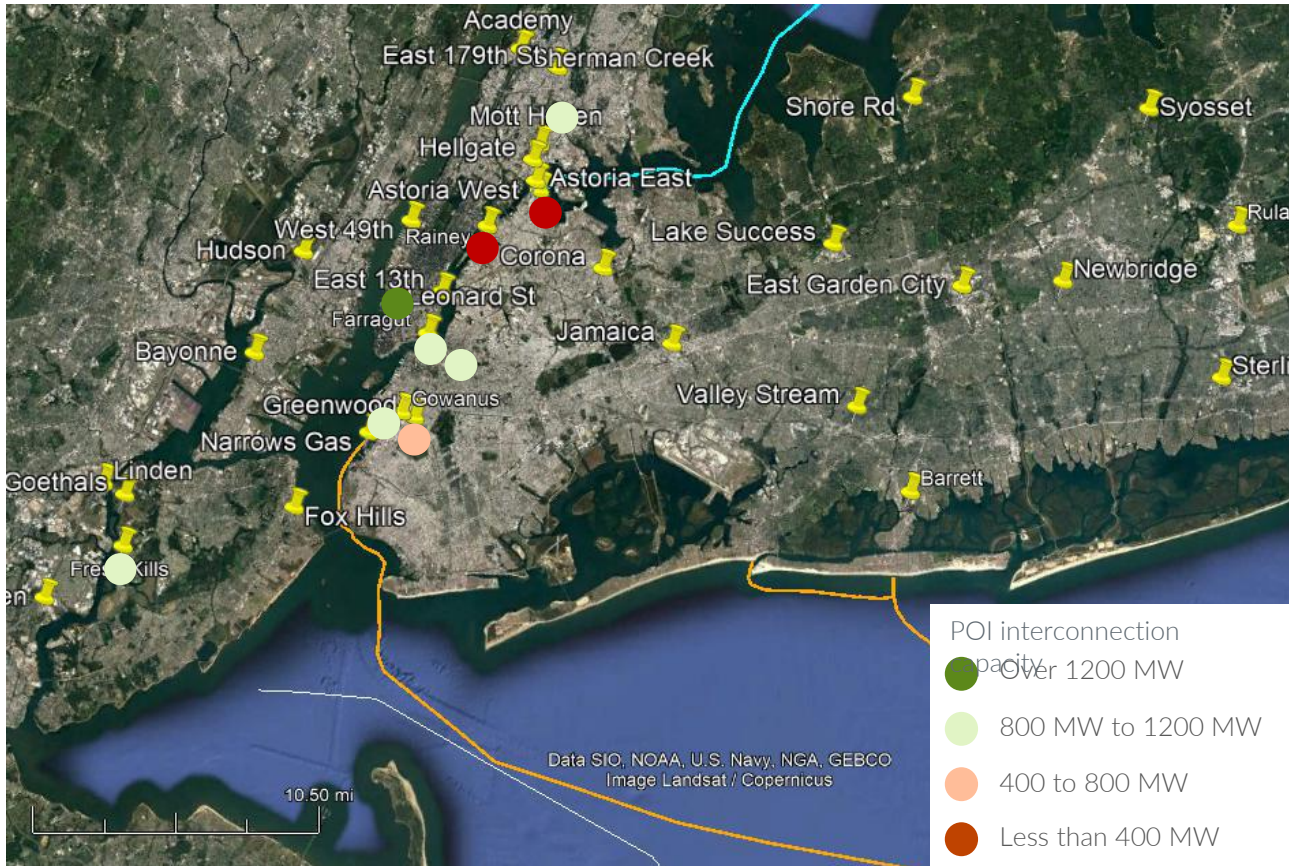 Academy
East 179th St
Sherman Creek
Shore Rd
Syosset
Mott Haven
Hellgate
Astoria East
Astoria West
West 49th
Rainey
Lake Success
Rula
Hudson
Corona
East Garden City
Newbridge
East 13th
Leonard St
Farragut
Jamaica
Bayonne
Sterli
Valley Stream
Greenwood
Gowanus
Narrows Gas
Goethals
Linden
Barrett
Fox Hills
Fresh Kills
en
POI interconnection
capacity
Over 1200 MW
800 MW to 1200 MW
400 to 800 MW
Less than 400 MW
Data SIO, NOAA, U.S. Navy, NGA, GEBCO
Image Landsat / Copernicus
10.50 mi